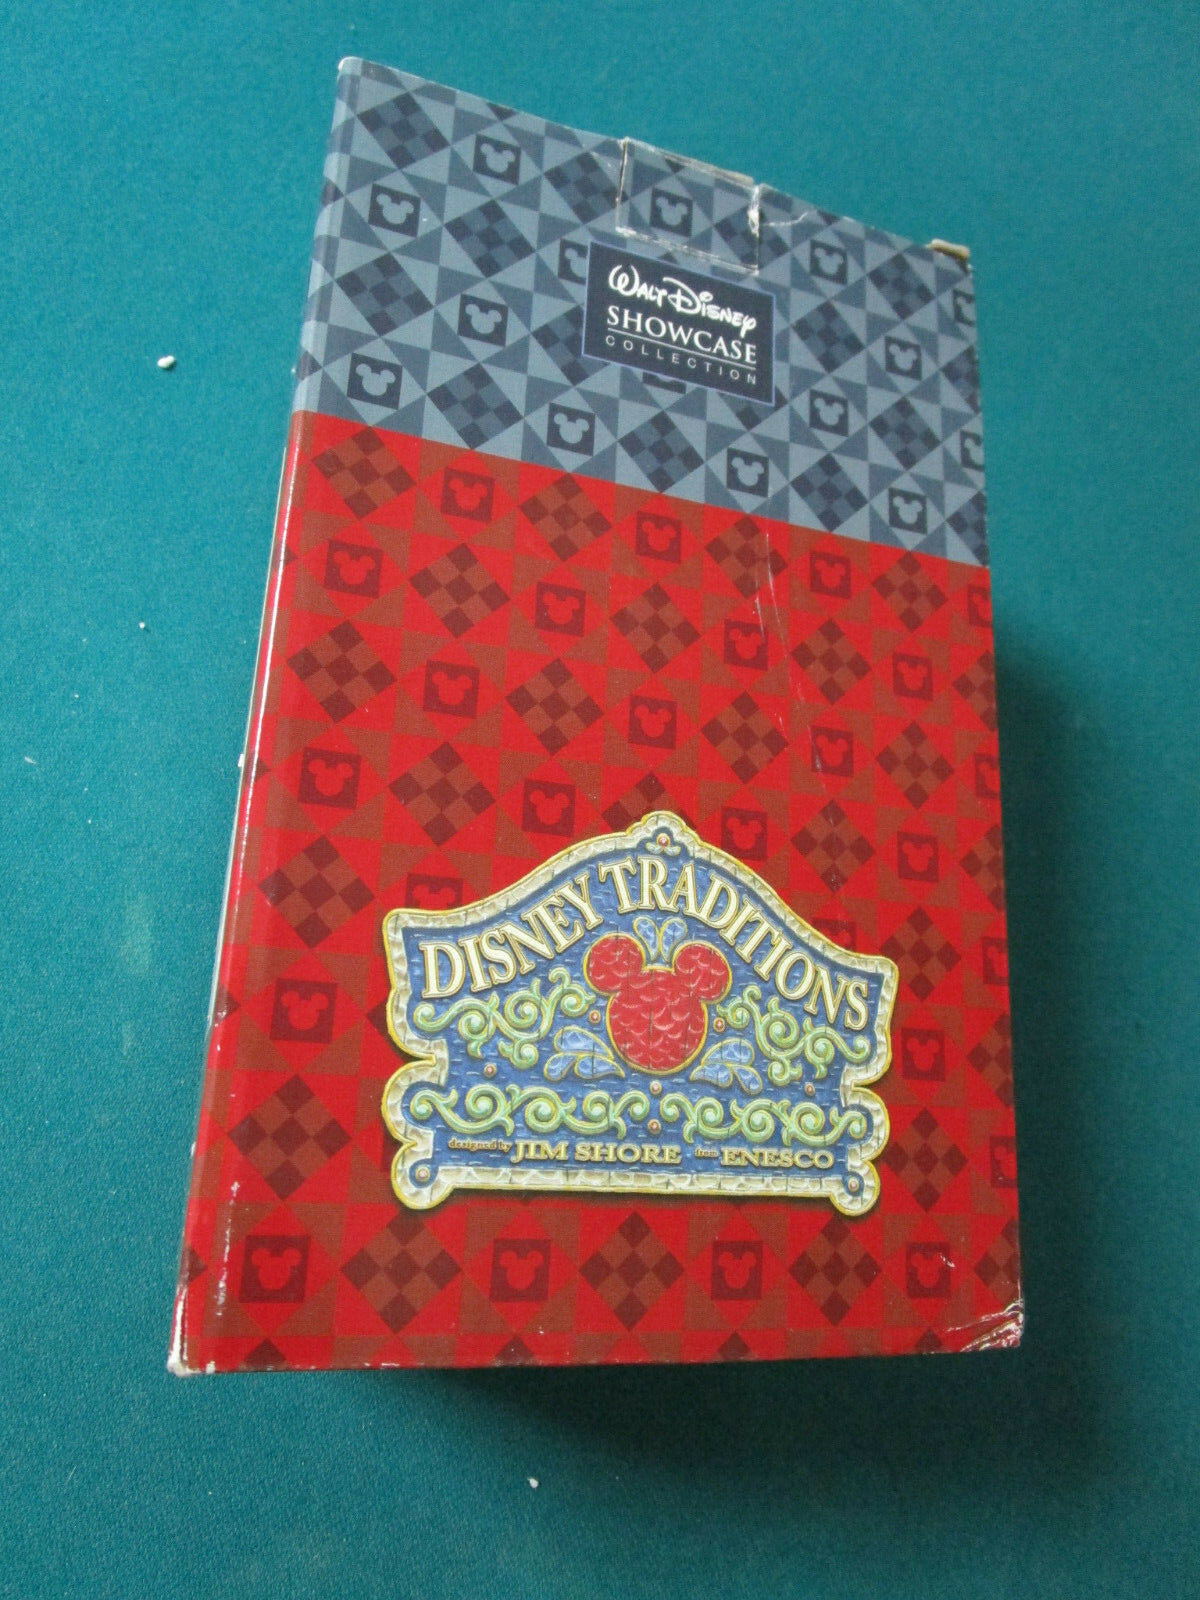 WALT DISNEY
SHOWCASE
COLLECTION
DISNEY TRADITIONS
designed by JIM SHORE from ENESCO